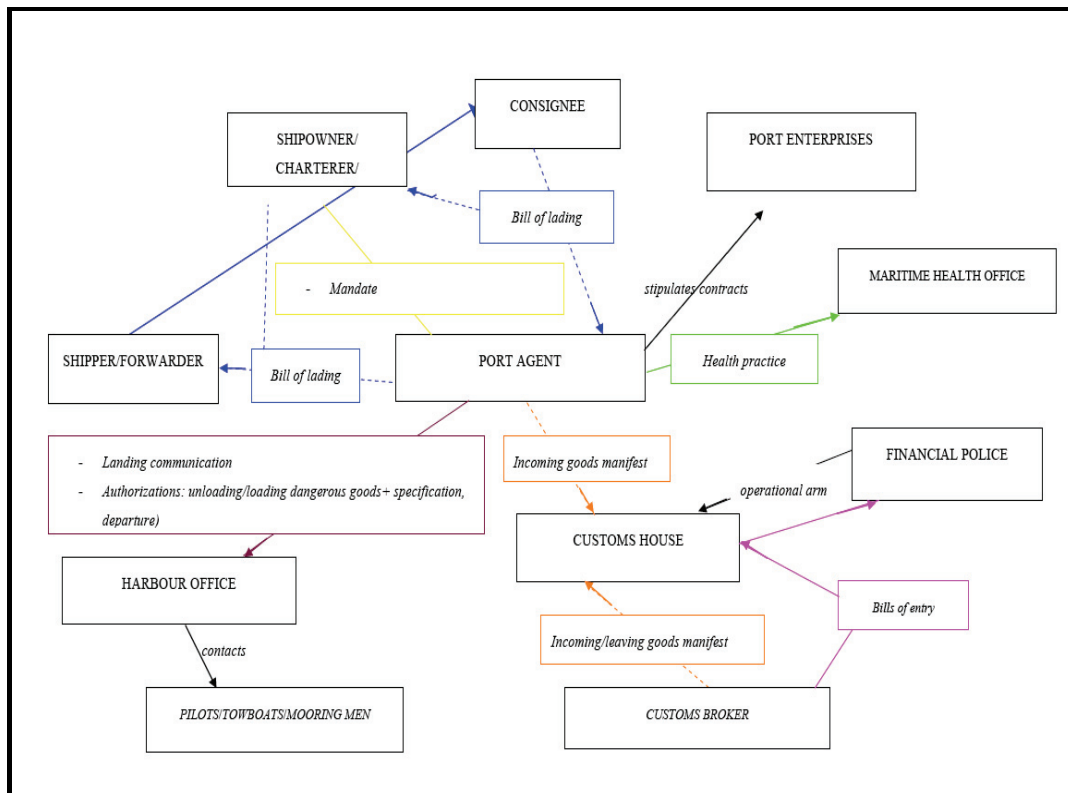 CONSIGNEE
SHIPOWNER/
CHARTERER/
PORT ENTERPRISES
Bill of lading
MARITIME HEALTH OFFICE
- Mandate
stipulates contracts
SHIPPER/FORWARDER
Bill of lading
PORT AGENT
Health practice
- Landing communication
- Authorizations: unloading/loading dangerous goods+ specification,
departure)
Incoming goods manifest
FINANCIAL POLICE
operational arm
CUSTOMS HOUSE
HARBOUR OFFICE
Bills of entry
Incoming/leaving goods manifest
contacts
PILOTS/TOWBOATS/MOORING MEN
CUSTOMS BROKER